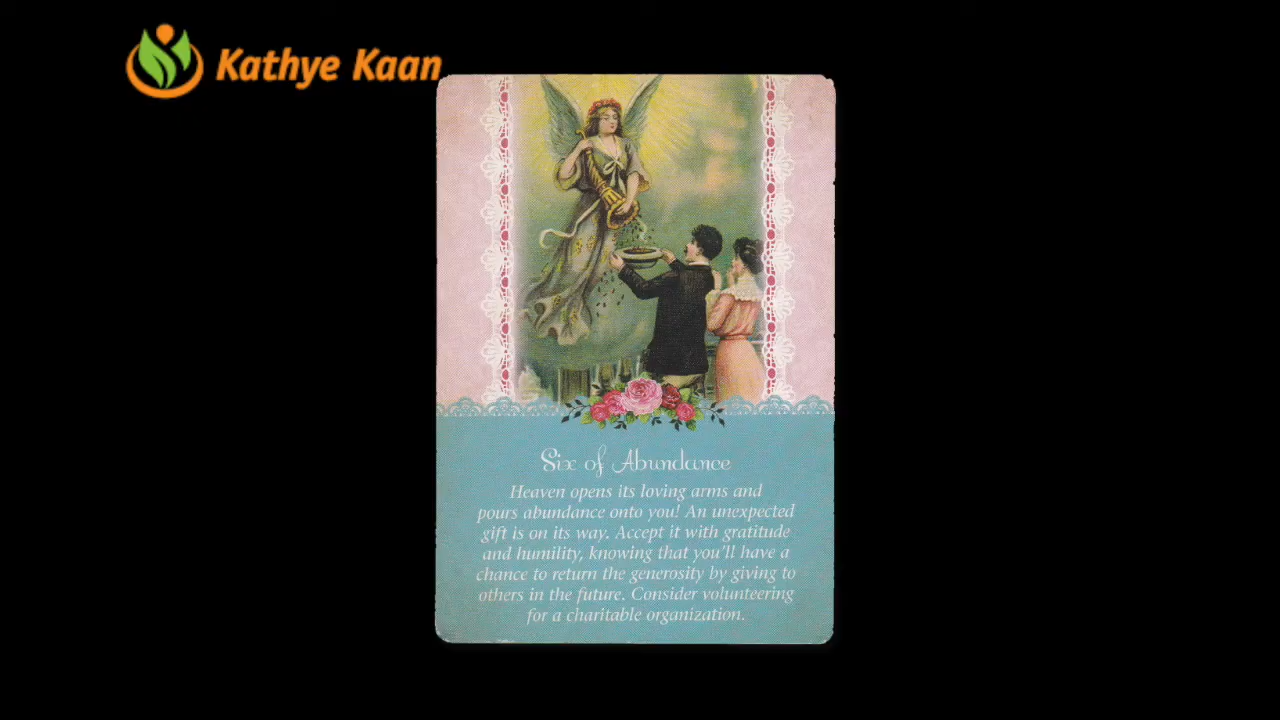 Kathye Kaan
Six of Abundance
Heaven opens its loving arms and
pours abundance onto you! An unexpected
gift is on its way. Accept it with gratitude
and humility, knowing that you'll have a
chance to return the generosity by giving to
others in the future. Consider volunteering
for a charitable organization.